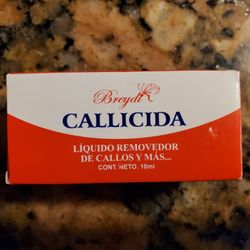 Breydi
CALLICIDA
LÍQUIDO REMOVEDOR
DE CALLOS Y MÁS...
CONT. NETO. 10ml